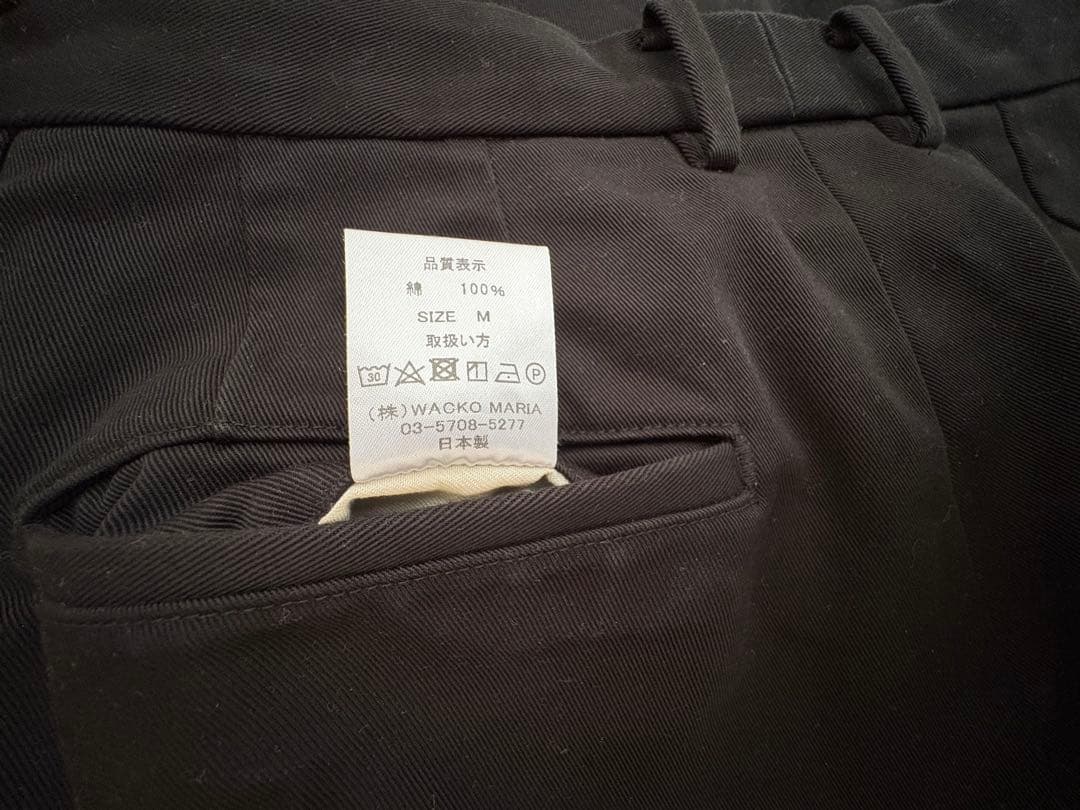 品質表示
綿 100%
SIZE M
取扱い方
30 P
(株)WACKO MARIA
03-5708-5277
日本製